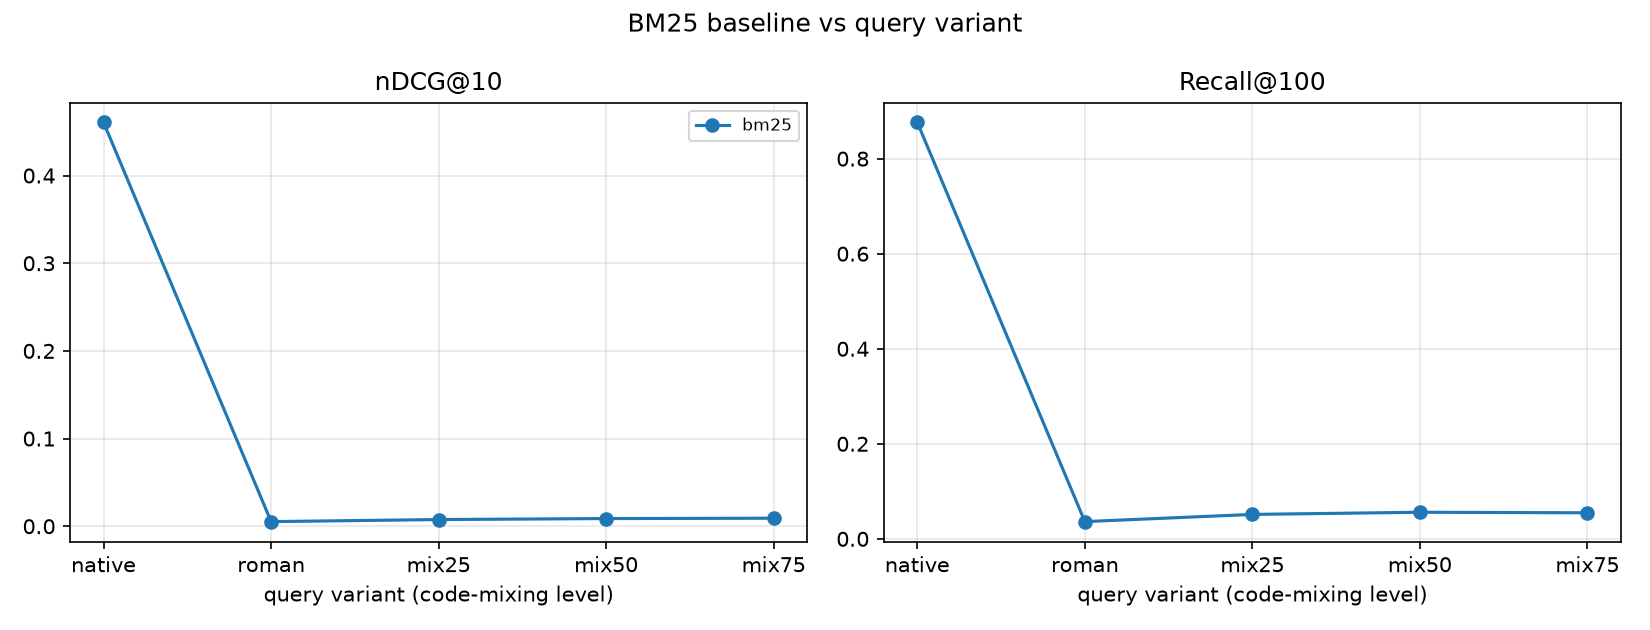 BM25 baseline vs query variant
nDCG@10
bm25
0.4
0.3
0.2
0.1
0.0
native roman mix25 mix50 mix75
query variant (code-mixing level)
Recall@100
0.8
0.6
0.4
0.2
0.0
native roman mix25 mix50 mix75
query variant (code-mixing level)